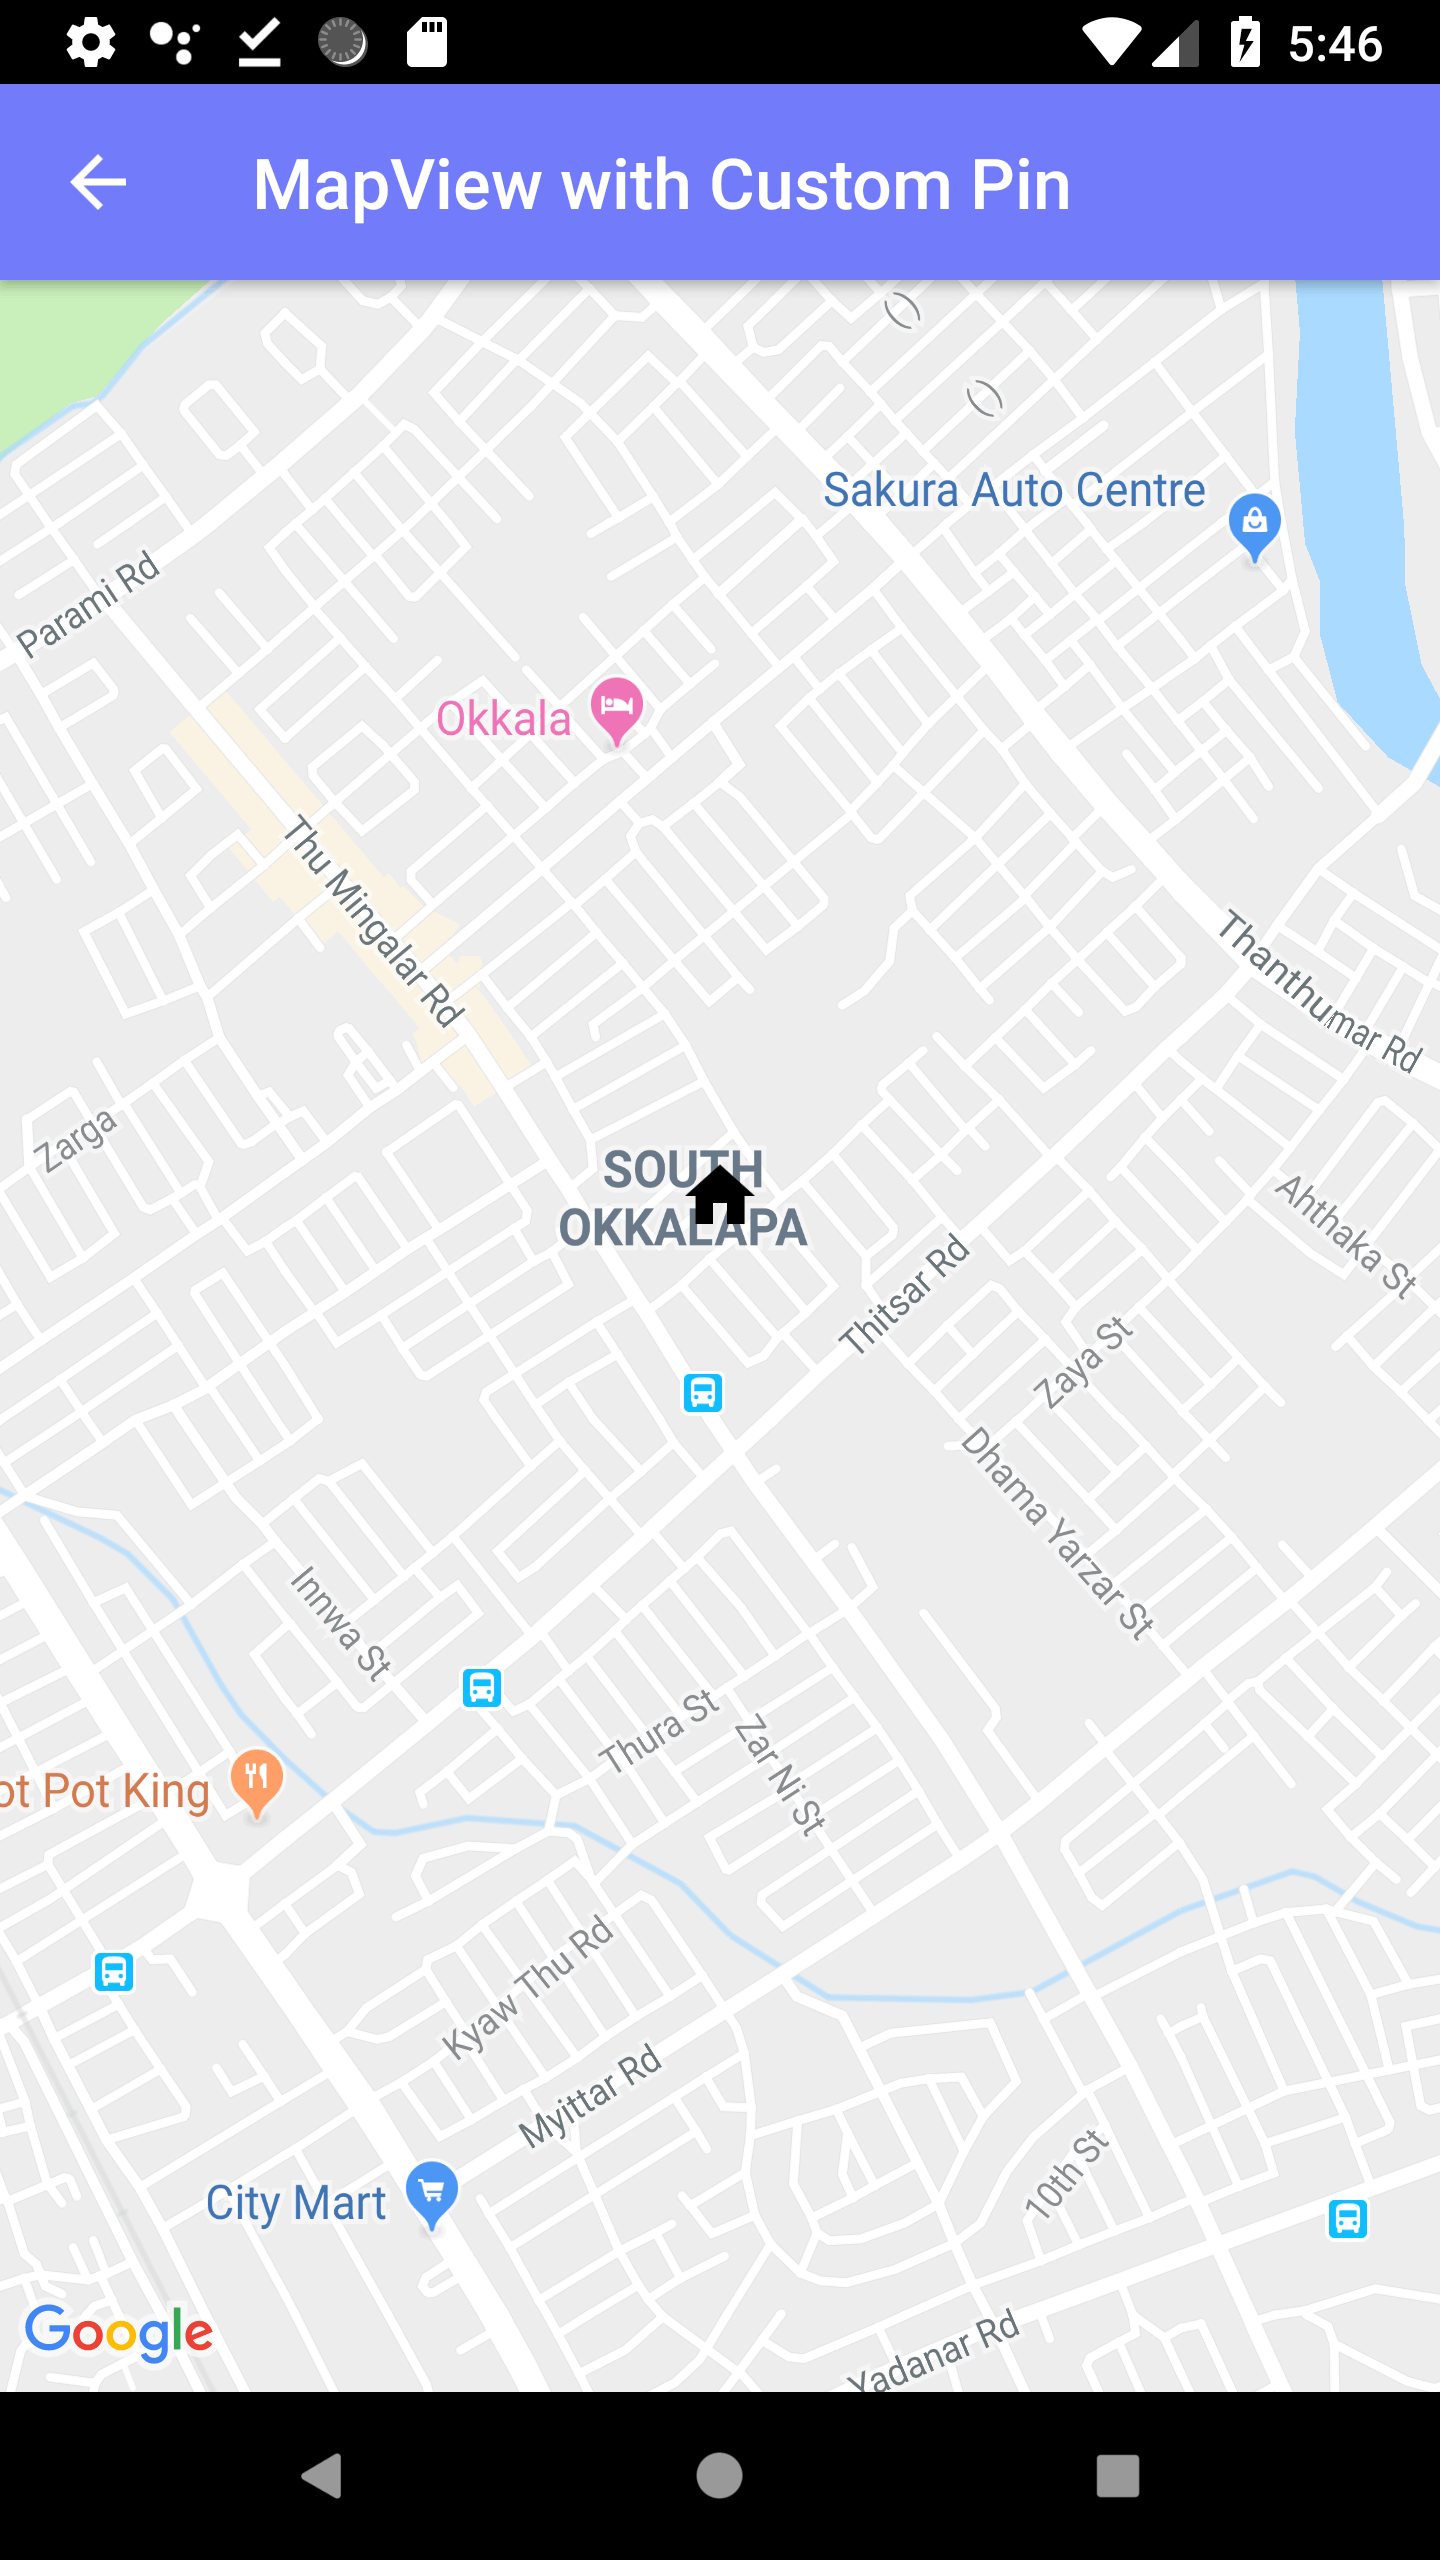 5:46
MapView with Custom Pin
Sakura Auto Centre
Parami Rd
Okkala
Thu Mingalar Rd
Thanthumar Rd
Zarga
SOUTH
OKKALAPA
Ahthaka St
Thitsar Rd
Zaya St
Dhama Yarzar St
Innwa St
Thura St
Zar Ni St
ot Pot King
Kyaw Thu Rd
Myittar Rd
10th St
City Mart
Google
Yadanar Rd